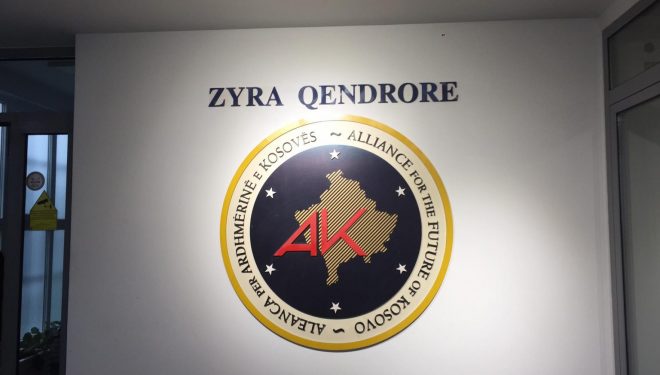 ZYRA QENDRORE
ALEANCA PËR ARDHMËRINË E KOSOVËS ~ ALLIANCE FOR THE FUTURE OF KOSOVO ~
AK